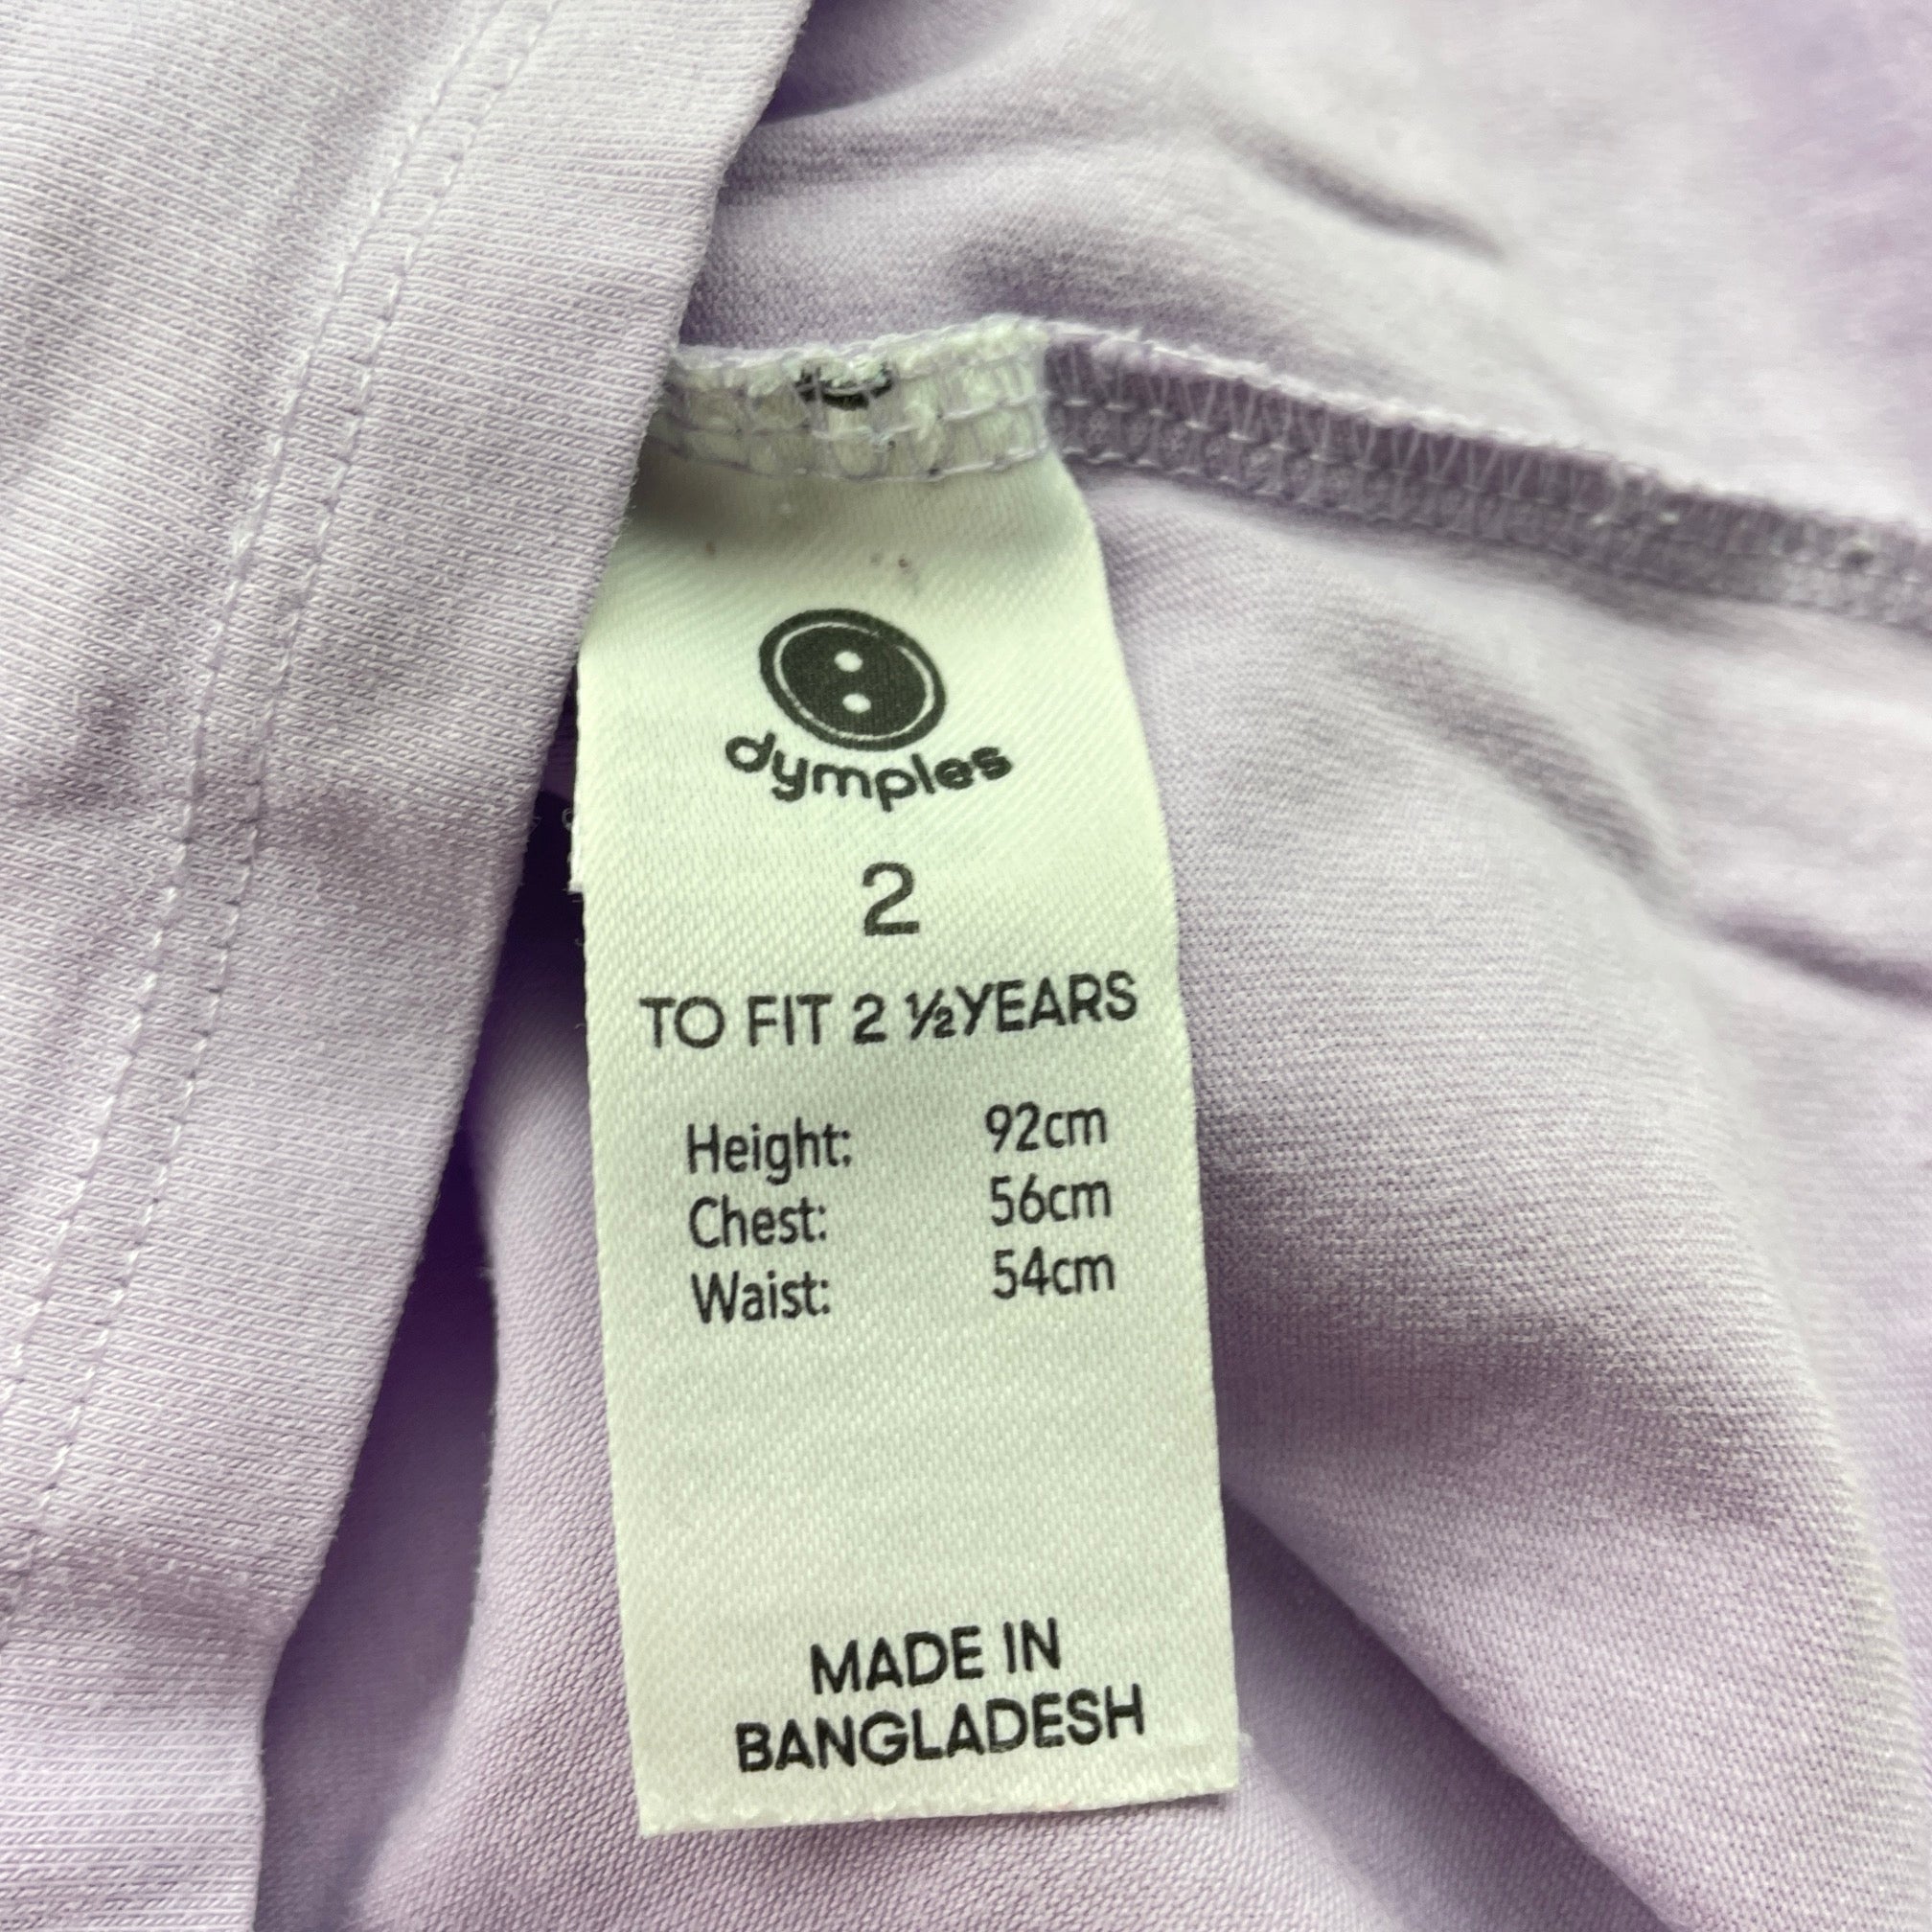 dymples
2
TO FIT 2 ½YEARS
Height: 92cm
Chest: 56cm
Waist: 54cm
MADE IN
BANGLADESH